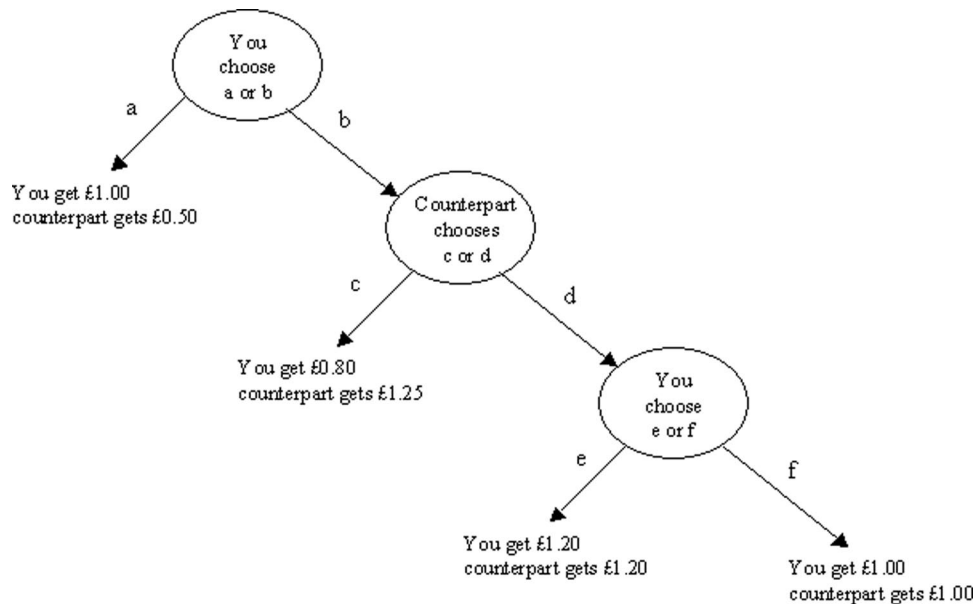 You
choose
a or b
a
b
You get £1.00
counterpart gets £0.50
Counterpart
chooses
c or d
c
d
You get £0.80
counterpart gets £1.25
You
choose
e or f
e
f
You get £1.20
counterpart gets £1.20
You get £1.00
counterpart gets £1.00